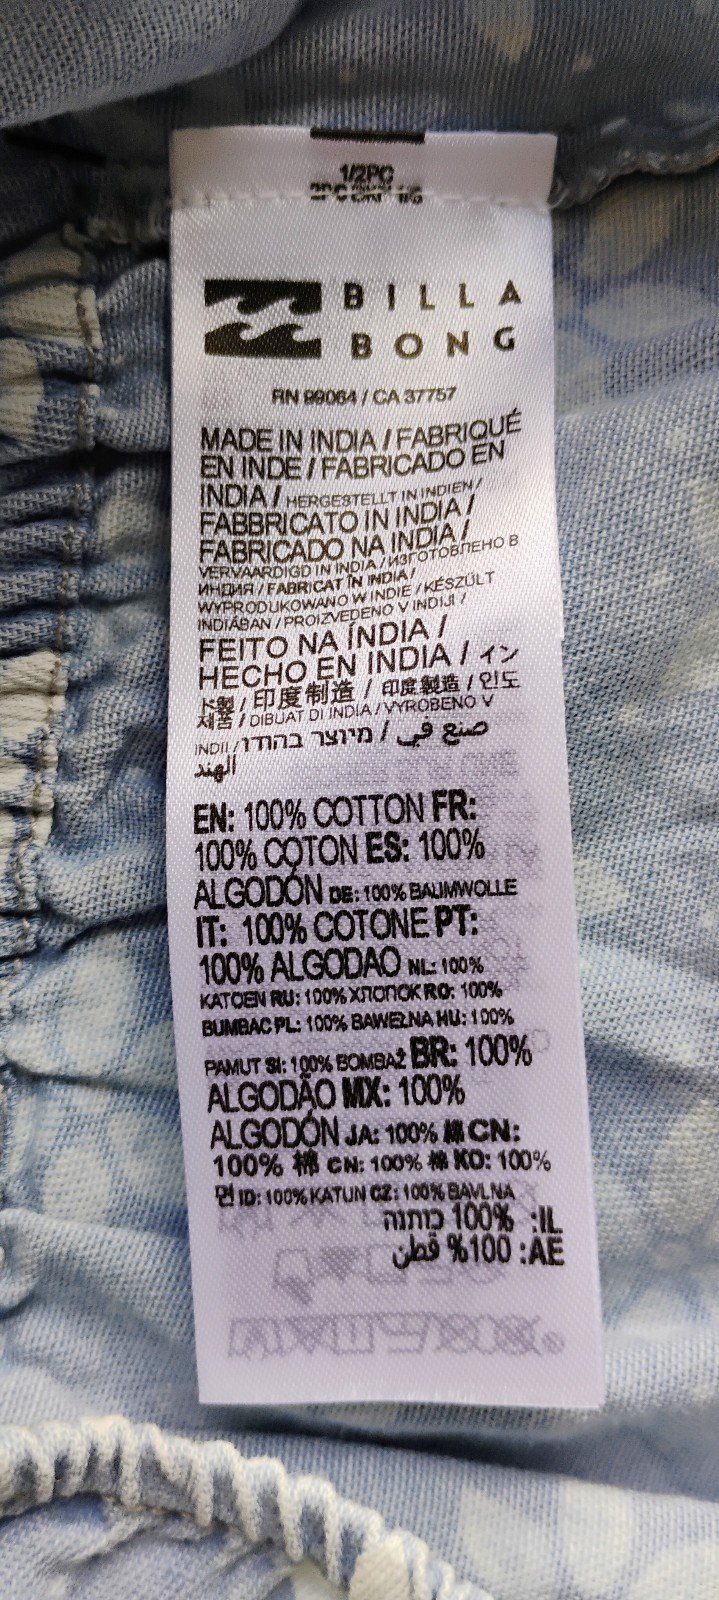 1/2PC
BILLA
BONG
RN 99064 / CA 37757
MADE IN INDIA / FABRIQUÉ
EN INDE / FABRICADO EN
INDIA / HERGESTELLT IN INDIEN /
FABBRICATO IN INDIA /
FABRICADO NA INDIA /
VERVAARDIGD IN INDIA / ИЗГОТОВЛЕНО В
ИНДИЯ / FABRICAT ÎN INDIA /
WYPRODUKOWANO W INDIE / KÉSZÜLT
INDIÁBAN / PROIZVEDENO V INDIJI /
FEITO NA ÍNDIA /
HECHO EN INDIA / イン
ド製 / 印度制造 / 印度製造 / 인도
제품 / DIBUAT DI INDIA / VYROBENO V
INDII / מיוצר בהודו / صنع في
الهند
EN: 100% COTTON FR:
100% COTON ES: 100%
ALGODÓN DE: 100% BAUMWOLLE
IT: 100% COTONE PT:
100% ALGODAO NL: 100%
KATOEN RU: 100% ХЛОПОК RO: 100%
BUMBAC PL: 100% BAWEŁNA HU: 100%
PAMUT SI: 100% BOMBAŽ BR: 100%
ALGODÃO MX: 100%
ALGODÓN JA: 100% 綿 CN:
100% 棉 CN: 100% 棉 KO: 100%
면 ID: 100% KATUN CZ: 100% BAVLNA
IL: 100% כותנה
AE: 100% قطن